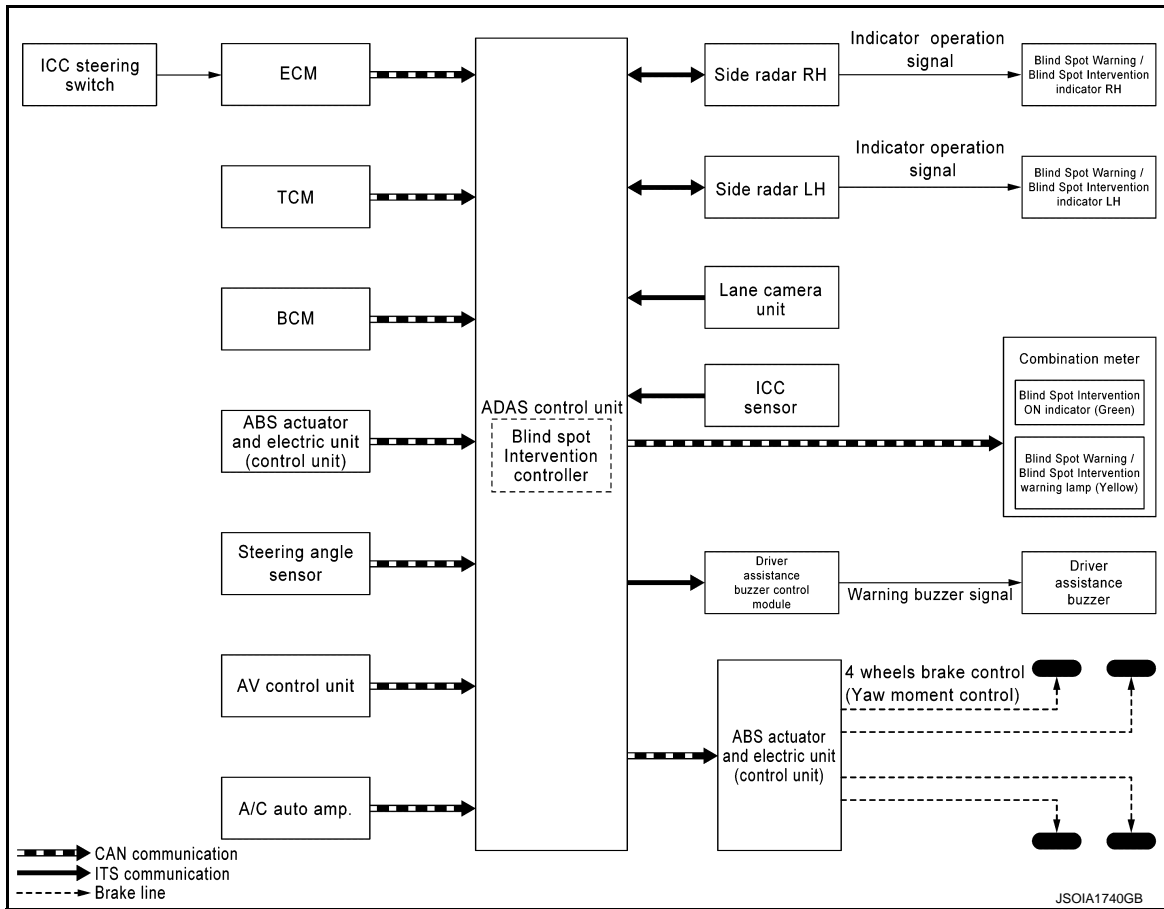 ICC steering
switch
ECM
TCM
BCM
ABS actuator
and electric unit
(control unit)
Steering angle
sensor
AV control unit
A/C auto amp.
ADAS control unit
Blind spot
Intervention
controller
Side radar RH
Indicator operation
signal
Blind Spot Warning /
Blind Spot Intervention
indicator RH
Side radar LH
Indicator operation
signal
Blind Spot Warning /
Blind Spot Intervention
indicator LH
Lane camera
unit
ICC
sensor
Combination meter
Blind Spot Intervention
ON indicator (Green)
Blind Spot Warning /
Blind Spot Intervention
warning lamp (Yellow)
Driver
assistance
buzzer control
module
Warning buzzer signal
Driver
assistance
buzzer
ABS actuator
and electric unit
(control unit)
4 wheels brake control
(Yaw moment control)
CAN communication
ITS communication
Brake line
JSOIA1740GB